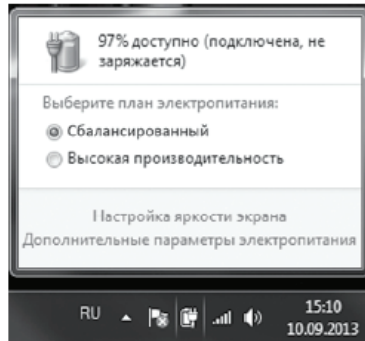 97% доступно (подключена, не
заряжается)
Выберите план электропитания:
Сбалансированный
Высокая производительность
Настройка яркости экрана
Дополнительные параметры электропитания
RU
15:10
10.09.2013